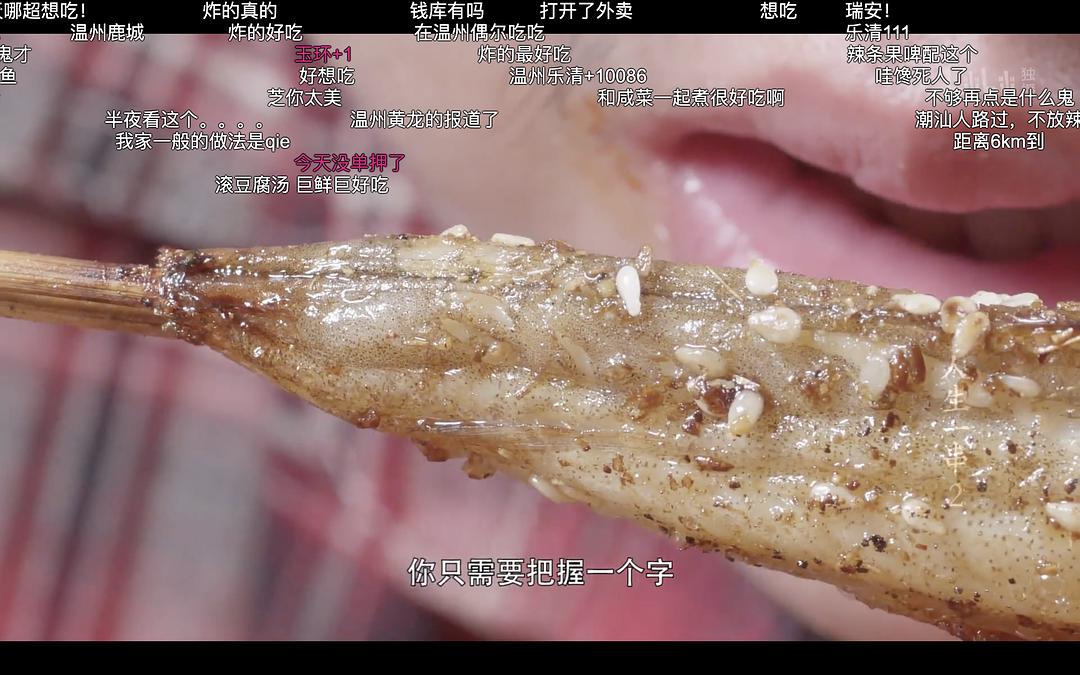 天哪超想吃！ 炸的真的 钱库有吗 打开了外卖 想吃 瑞安！
温州鹿城 炸的好吃 在温州偶尔吃吃 乐清111
鬼才 玉环+1 炸的最好吃 辣条果啤配这个
鱼 好想吃 温州乐清+10086 哇馋死人了 独
芝你太美 和咸菜一起煮很好吃啊 不够再点是什么鬼
半夜看这个。。。。 温州黄龙的报道了 潮汕人路过，不放辣
我家一般的做法是qie 距离6km到
今天没单押了
滚豆腐汤 巨鲜巨好吃
人生一串2
你只需要把握一个字